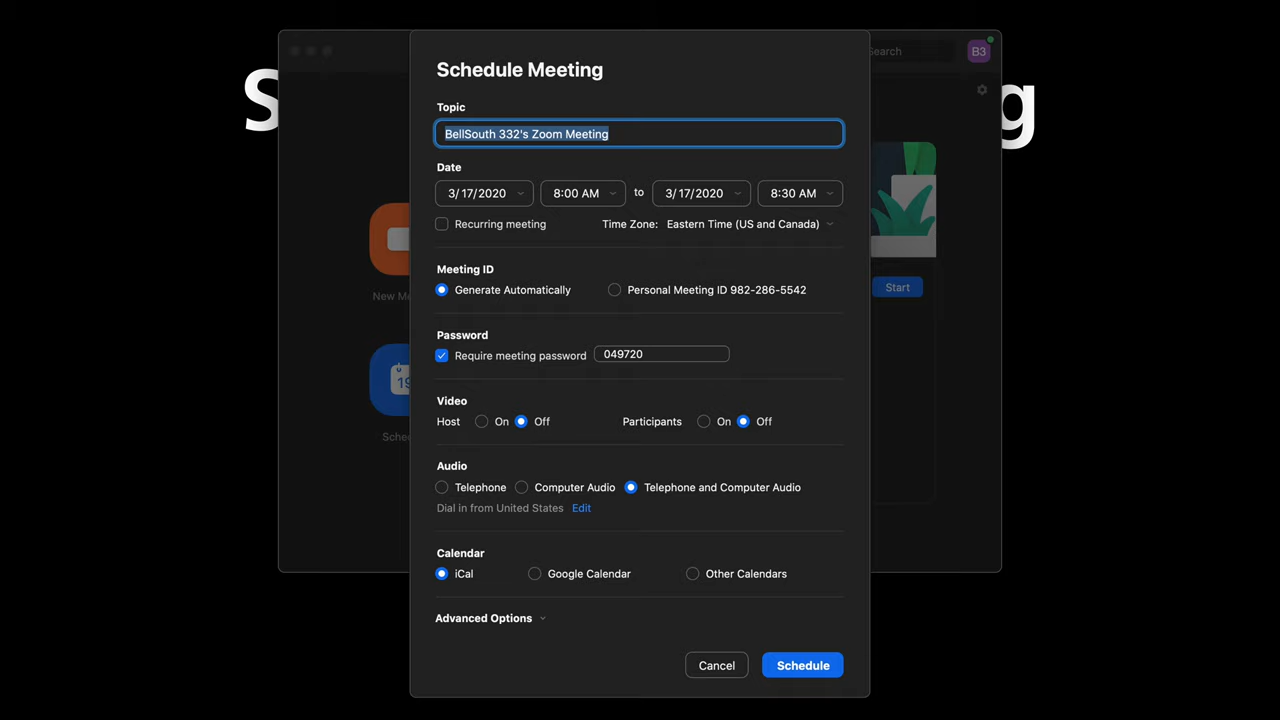 Schedule Meeting
Search
B3
S
g
Topic
BellSouth 332's Zoom Meeting
Date
3/17/2020 8:00 AM to 3/17/2020 8:30 AM
Recurring meeting Time Zone: Eastern Time (US and Canada)
Meeting ID
Generate Automatically Personal Meeting ID 982-286-5542
Start
New Me
Password
Require meeting password 049720
19
Video
Host On Off Participants On Off
Sched
Audio
Telephone Computer Audio Telephone and Computer Audio
Dial in from United States Edit
Calendar
iCal Google Calendar Other Calendars
Advanced Options
Cancel Schedule